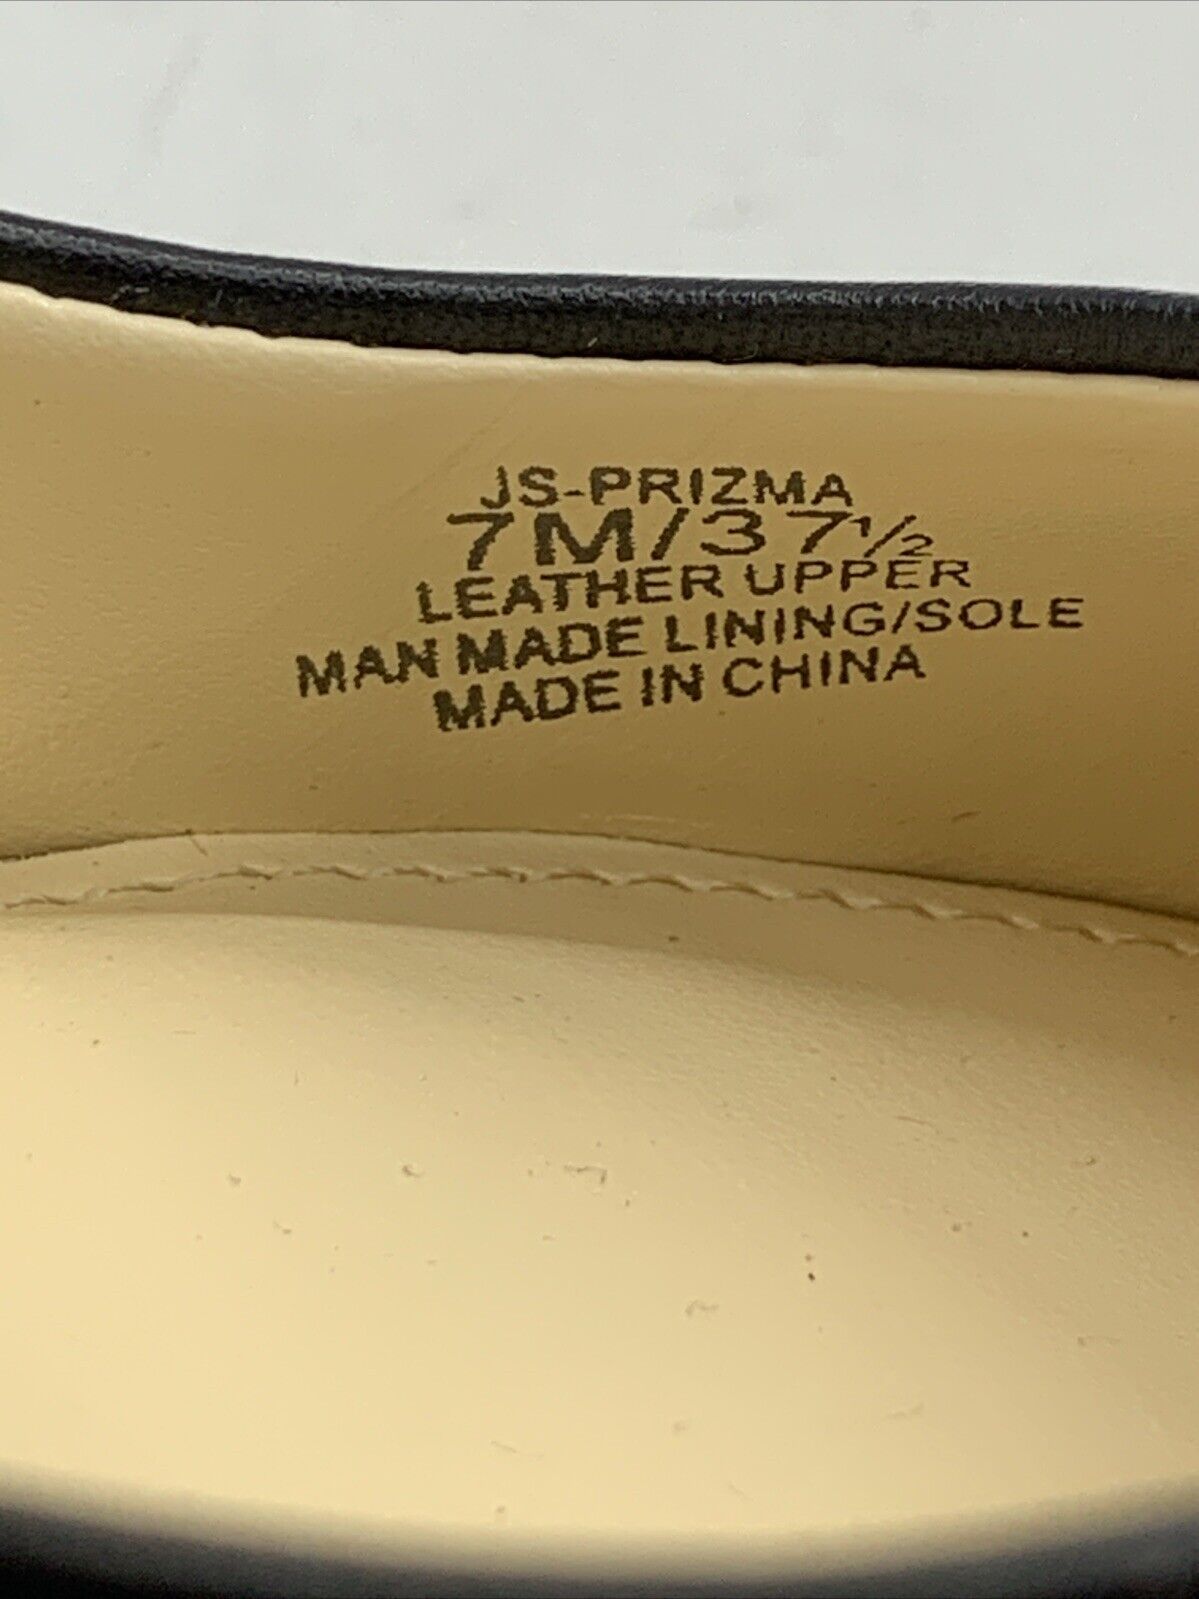 JS-PRIZMA
7M/37½
LEATHER UPPER
MAN MADE LINING/SOLE
MADE IN CHINA